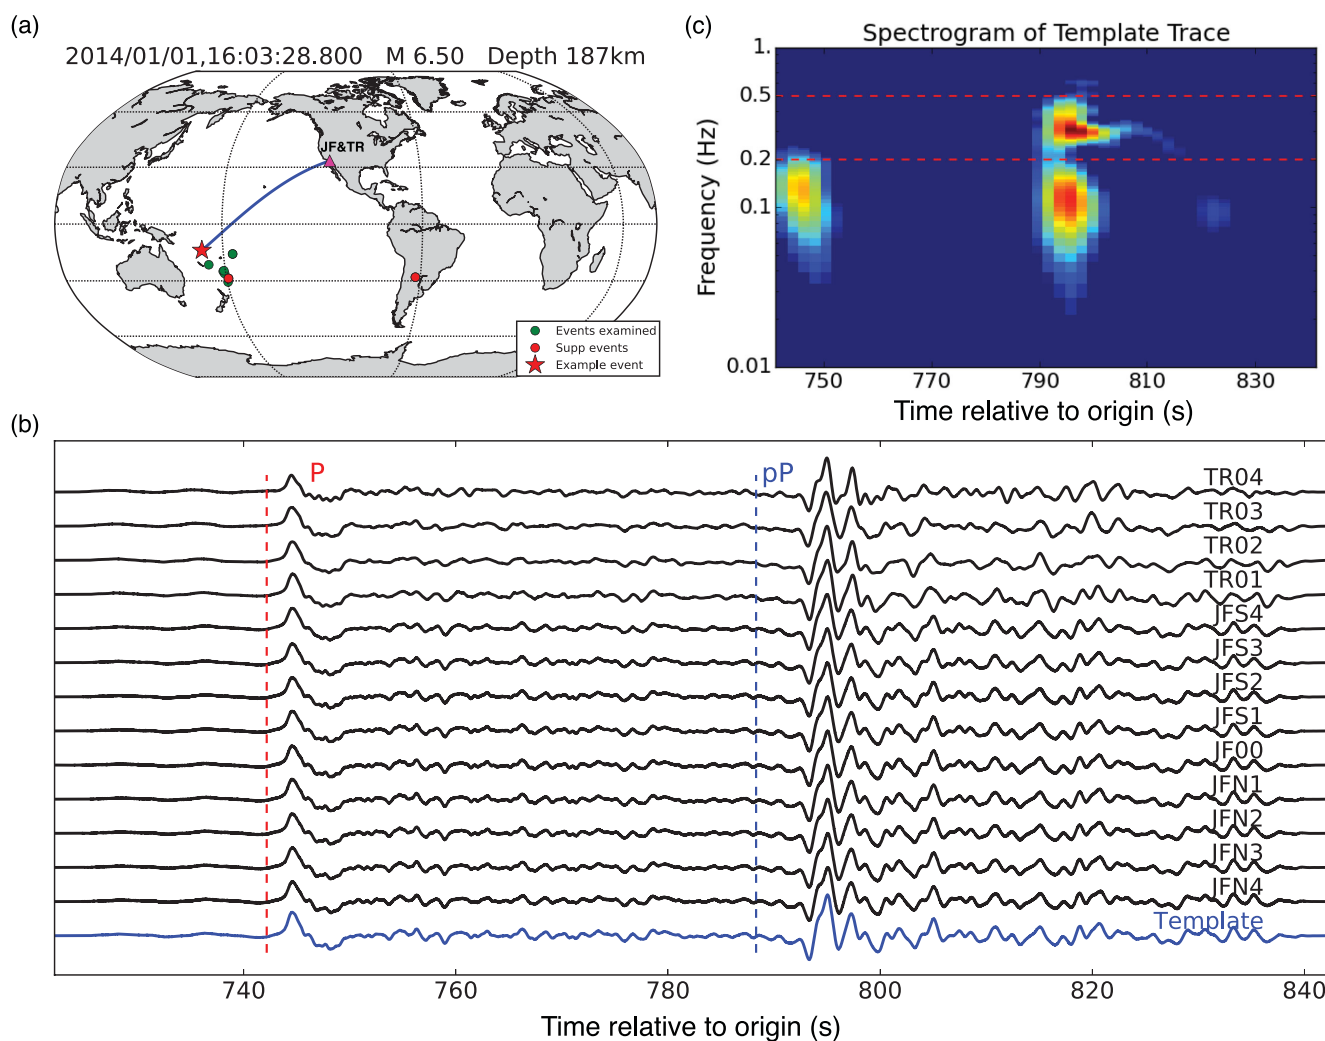 (a)
2014/01/01,16:03:28.800 M 6.50 Depth 187km
JF&TR
Events examined
Supp events
Example event
(c)
Spectrogram of Template Trace
Frequency (Hz)
1.
0.5
0.2
0.1
0.01
750 770 790 810 830
Time relative to origin (s)
(b)
P
pP
TR04
TR03
TR02
TR01
JFS4
JFS3
JFS2
JFS1
JF00
JFN1
JFN2
JFN3
JFN4
Template
740 760 780 800 820 840
Time relative to origin (s)